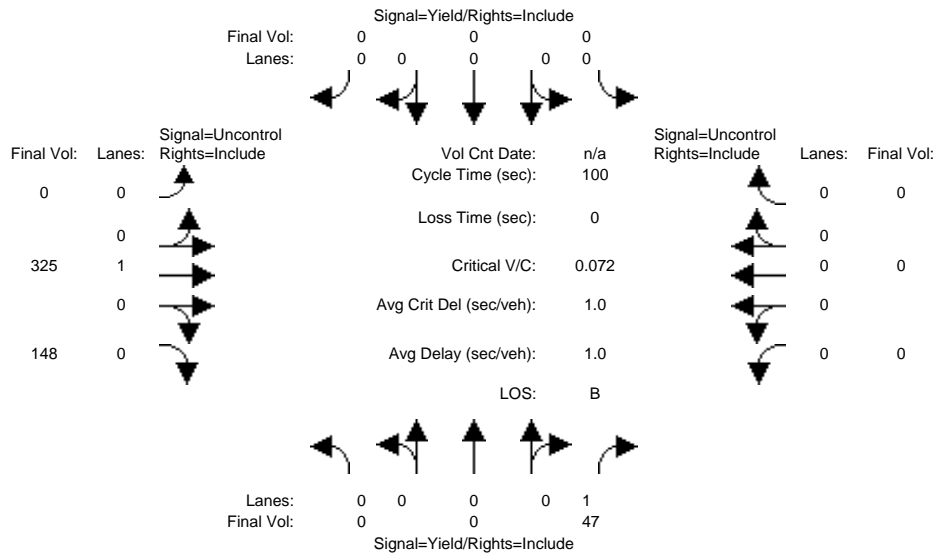 Signal=Yield/Rights=Include
Final Vol: 0 0 0
Lanes: 0 0 0 0 0
Signal=Uncontrol Signal=Uncontrol
Final Vol: Lanes: Rights=Include Vol Cnt Date: n/a Rights=Include Lanes: Final Vol:
Cycle Time (sec): 100
0 0 0 0
Loss Time (sec): 0
0 0
325 1 Critical V/C: 0.072 0 0
0 Avg Crit Del (sec/veh): 1.0 0
148 0 Avg Delay (sec/veh): 1.0 0 0
LOS: B
Lanes: 0 0 0 0 1
Final Vol: 0 0 47
Signal=Yield/Rights=Include